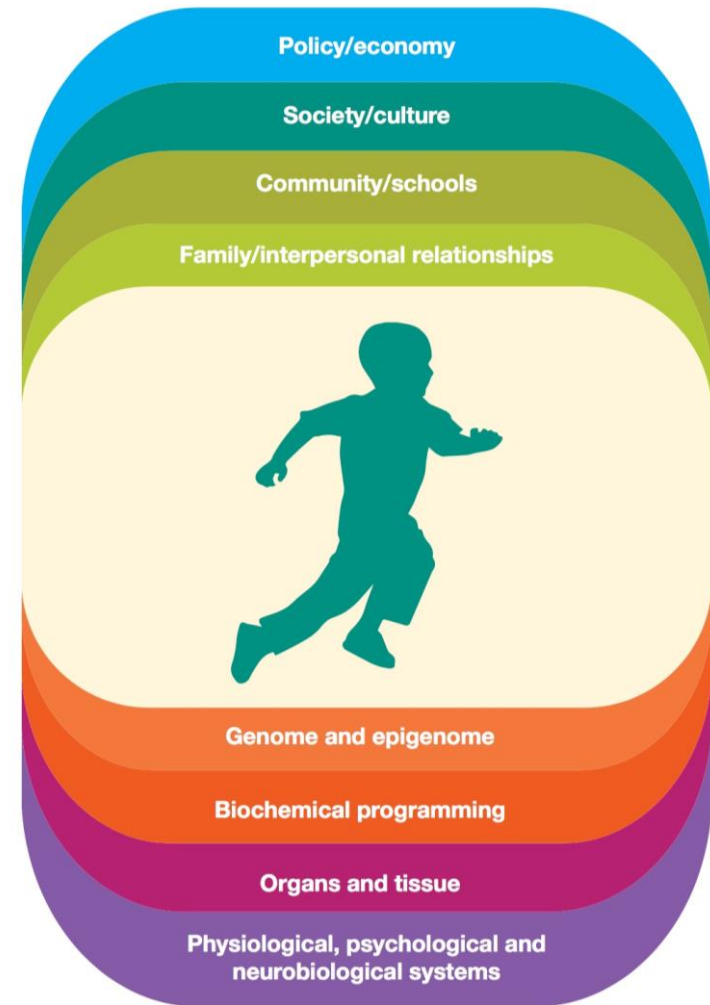 Policy/economy
Society/culture
Community/schools
Family/interpersonal relationships
Genome and epigenome
Biochemical programming
Organs and tissue
Physiological, psychological and
neurobiological systems